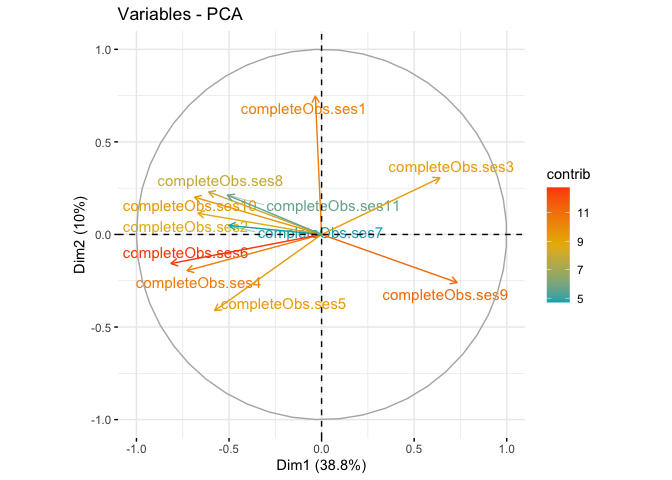 Variables - PCA
1.0
0.5
0.0
-0.5
-1.0
Dim2 (10%)
completeObs.ses1
completeObs.ses3
completeObs.ses8
completeObs.ses10
completeObs.ses11
completeObs.ses2
completeObs.ses7
completeObs.ses6
completeObs.ses4
completeObs.ses9
completeObs.ses5
-1.0
-0.5
0.0
0.5
1.0
Dim1 (38.8%)
contrib
11
9
7
5